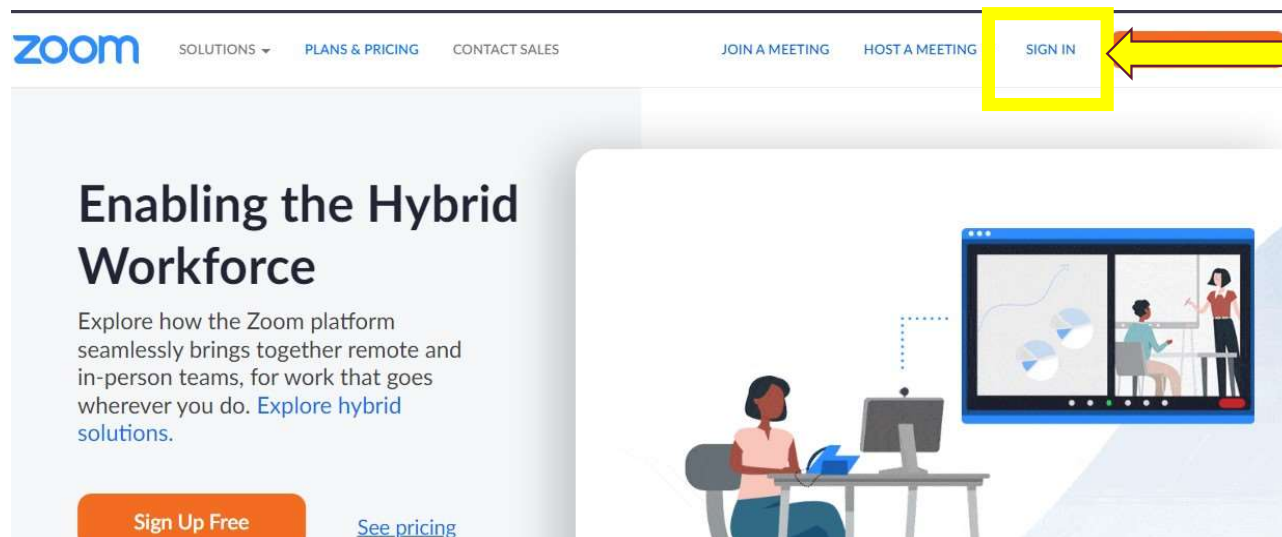 zoom SOLUTIONS PLANS & PRICING CONTACT SALES JOIN A MEETING HOST A MEETING SIGN IN
Enabling the Hybrid
Workforce
Explore how the Zoom platform
seamlessly brings together remote and
in-person teams, for work that goes
wherever you do. Explore hybrid
solutions.
Sign Up Free See pricing